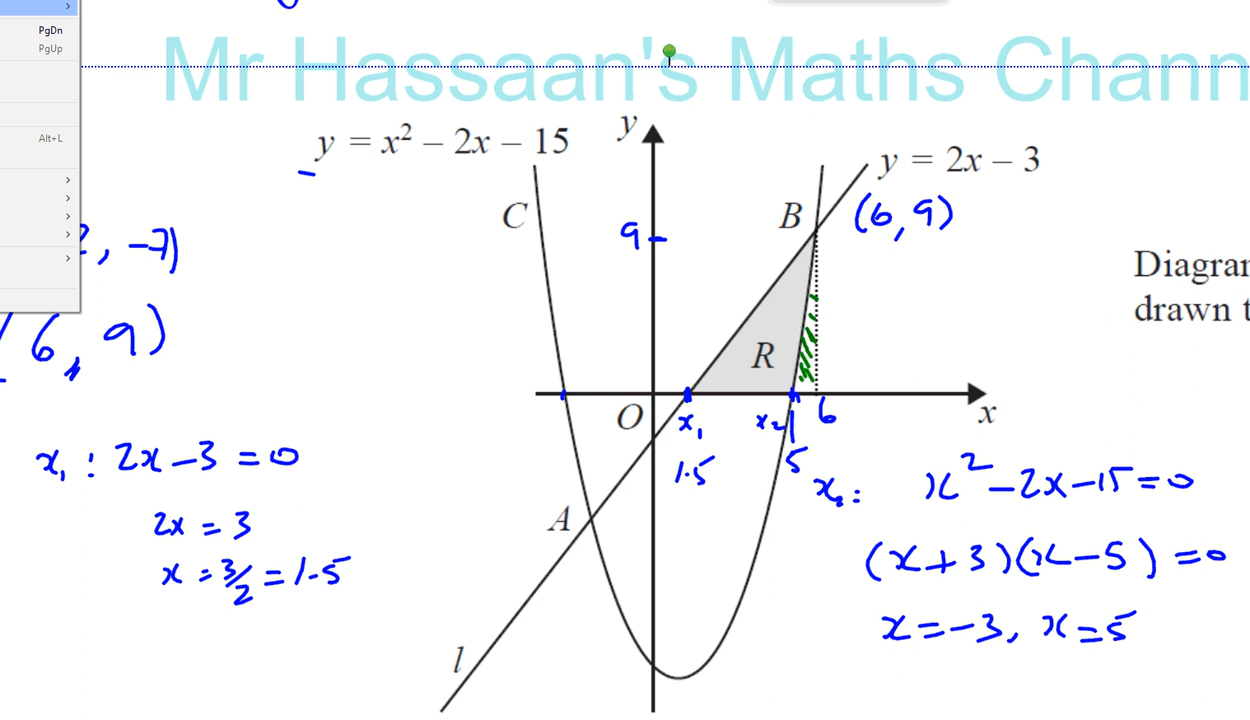 PgDn
PgUp
Mr Hassaan's Maths Chann
Alt+L
y = x² – 2x – 15
y
y = 2x – 3
C
B
(6, 9)
9
, -7)
Diagra
drawn t
(6, 9)
R
O
x₁
x₂
6
x
1.5
5
x₁ : 2x - 3 = 0
x₂ : x² - 2x - 15 = 0
2x = 3
A
(x + 3)(x - 5) = 0
x = 3/2 = 1.5
x = -3, x = 5
l